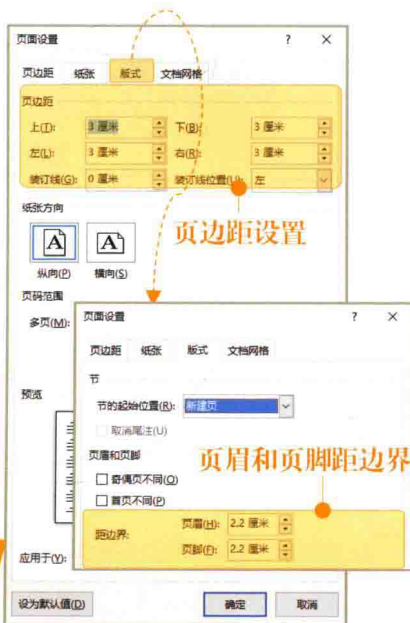 页面设置 ? ×
页边距 纸张 版式 文档网格
页边距
上(T): 3 厘米 下(B): 3 厘米
左(L): 3 厘米 右(R): 3 厘米
装订线(G): 0 厘米 装订线位置(U): 左
页边距设置
纸张方向
A A
纵向(P) 横向(S)
页码范围
多页(M):
预览
应用于(Y):
设为默认值(D) 确定 取消
页面设置 ? ×
页边距 纸张 版式 文档网格
节
节的起始位置(R): 新建页
取消尾注(U)
页眉和页脚
页眉和页脚距边界
奇偶页不同(O)
首页不同(P)
距边界: 页眉(H): 2.2 厘米
页脚(F): 2.2 厘米